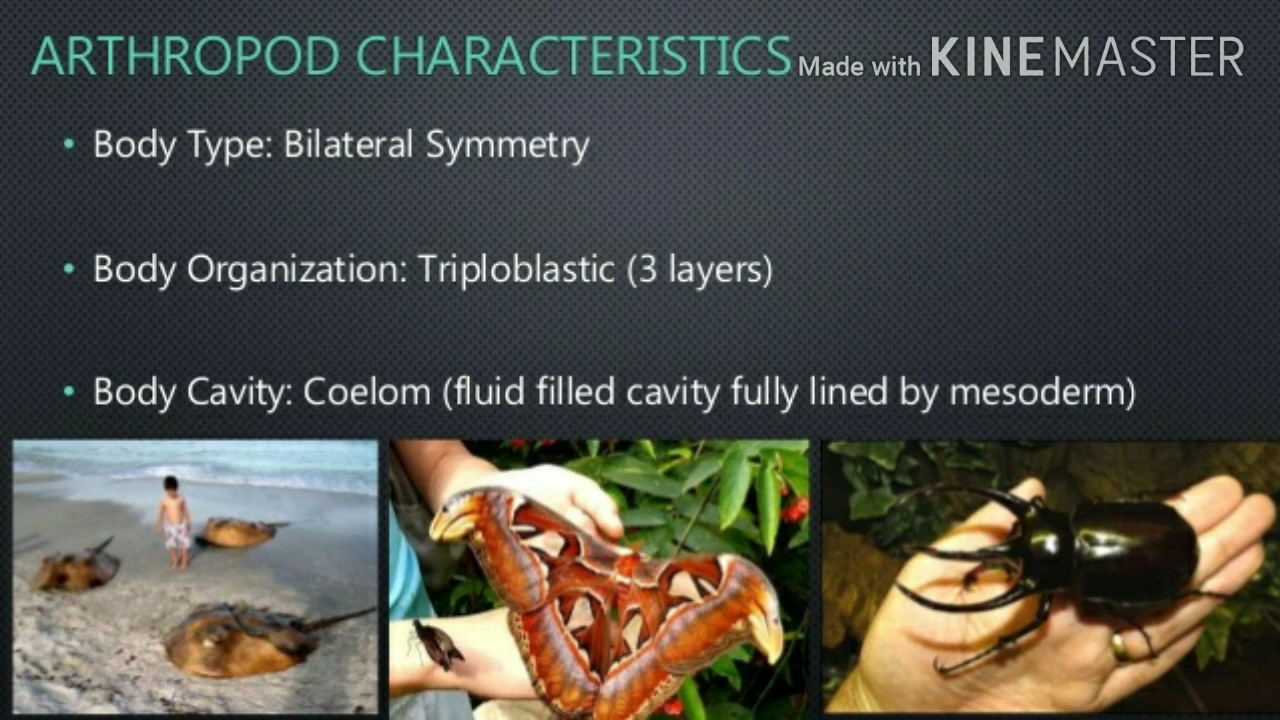 ARTHROPOD CHARACTERISTICS
Made with KINEMASTER
• Body Type: Bilateral Symmetry
• Body Organization: Triploblastic (3 layers)
• Body Cavity: Coelom (fluid filled cavity fully lined by mesoderm)